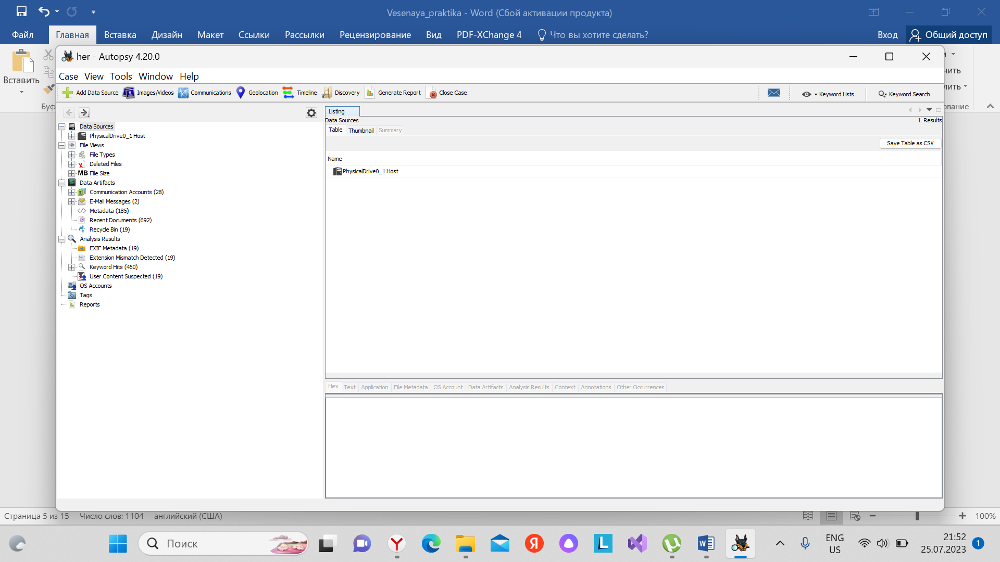 Vesenaya_praktika - Word (Сбой активации продукта)
Файл Главная Вставка Дизайн Макет Ссылки Рассылки Рецензирование Вид PDF-XChange 4 Что вы хотите сделать? Вход Общий доступ
Вставить
her - Autopsy 4.20.0
Case View Tools Window Help
Add Data Source Images/Videos Communications Geolocation Timeline Discovery Generate Report Close Case Keyword Lists Keyword Search
Listing
Data Sources 1 Results
Table Thumbnail Summary
Save Table as CSV
Name
PhysicalDrive0_1 Host
Data Sources
PhysicalDrive0_1 Host
File Views
File Types
Deleted Files
MB File Size
Data Artifacts
Communication Accounts (28)
E-Mail Messages (2)
Metadata (185)
Recent Documents (692)
Recycle Bin (19)
Analysis Results
EXIF Metadata (19)
Extension Mismatch Detected (19)
Keyword Hits (460)
User Content Suspected (19)
OS Accounts
Tags
Reports
Hex Text Application File Metadata OS Account Data Artifacts Analysis Results Context Annotations Other Occurrences
Страница 5 из 15 Число слов: 1104 английский (США) 100%
Поиск
ENG
US
21:52
25.07.2023
1